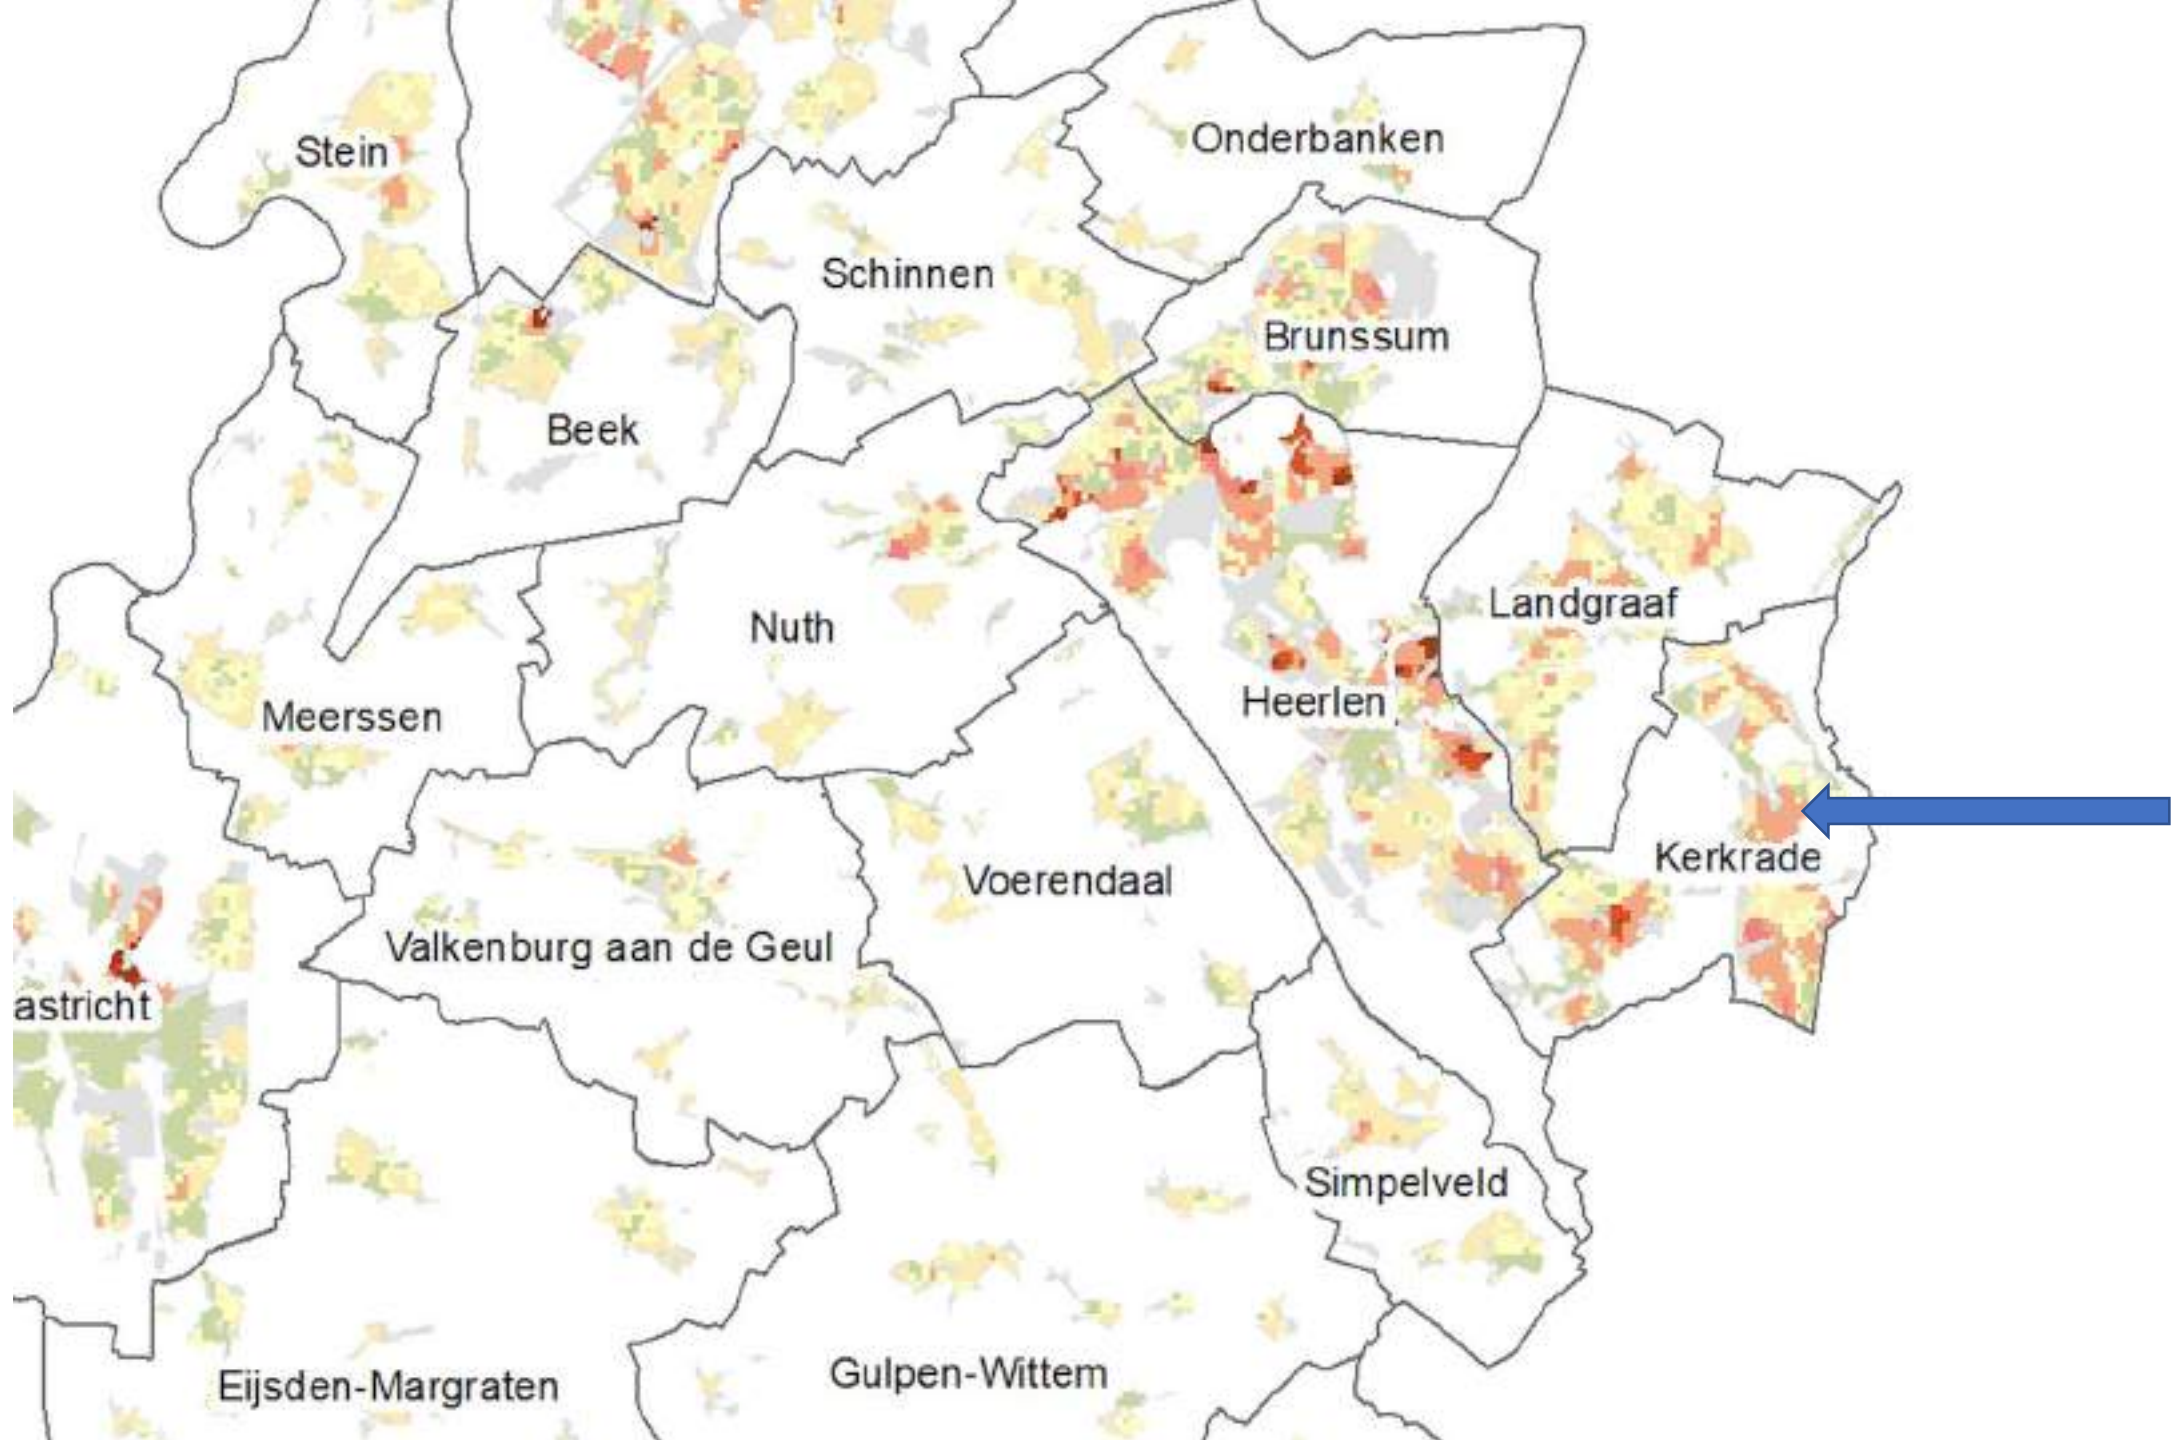 Onderbanken
Stein
Schinnen
Brunssum
Beek
Landgraaf
Nuth
Heerlen
Meerssen
Kerkrade
Voerendaal
Valkenburg aan de Geul
astricht
Simpelveld
Gulpen-Wittem
Eijsden-Margraten